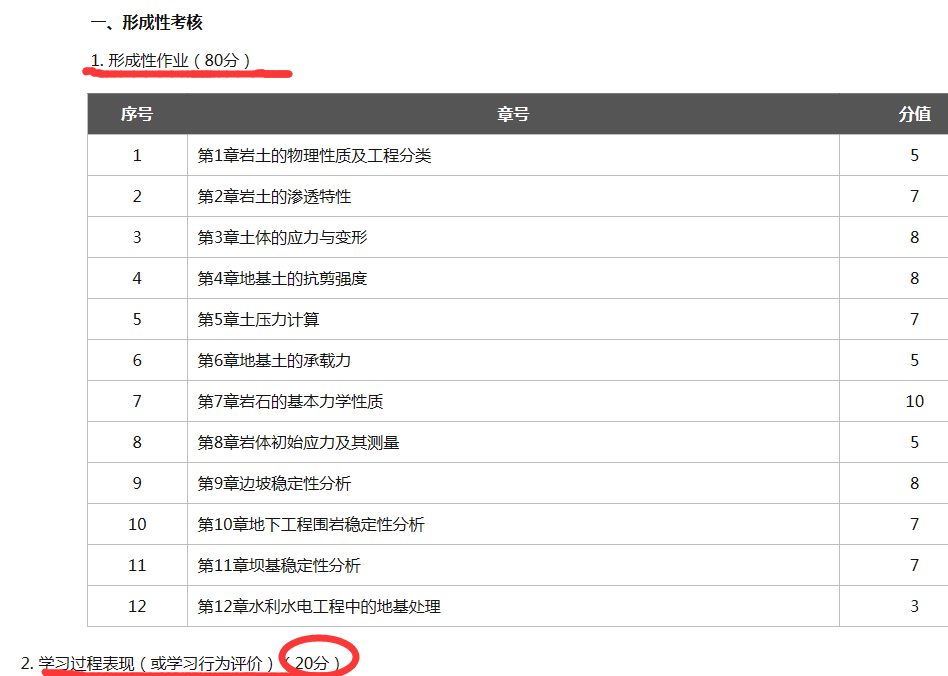 一、形成性考核
1. 形成性作业（80分）
序号 章号 分值
1 第1章岩土的物理性质及工程分类 5
2 第2章岩土的渗透特性 7
3 第3章土体的应力与变形 8
4 第4章地基土的抗剪强度 8
5 第5章土压力计算 7
6 第6章地基土的承载力 5
7 第7章岩石的基本力学性质 10
8 第8章岩体初始应力及其测量 5
9 第9章边坡稳定性分析 8
10 第10章地下工程围岩稳定性分析 7
11 第11章坝基稳定性分析 7
12 第12章水利水电工程中的地基处理 3
2. 学习过程表现（或学习行为评价）（20分）